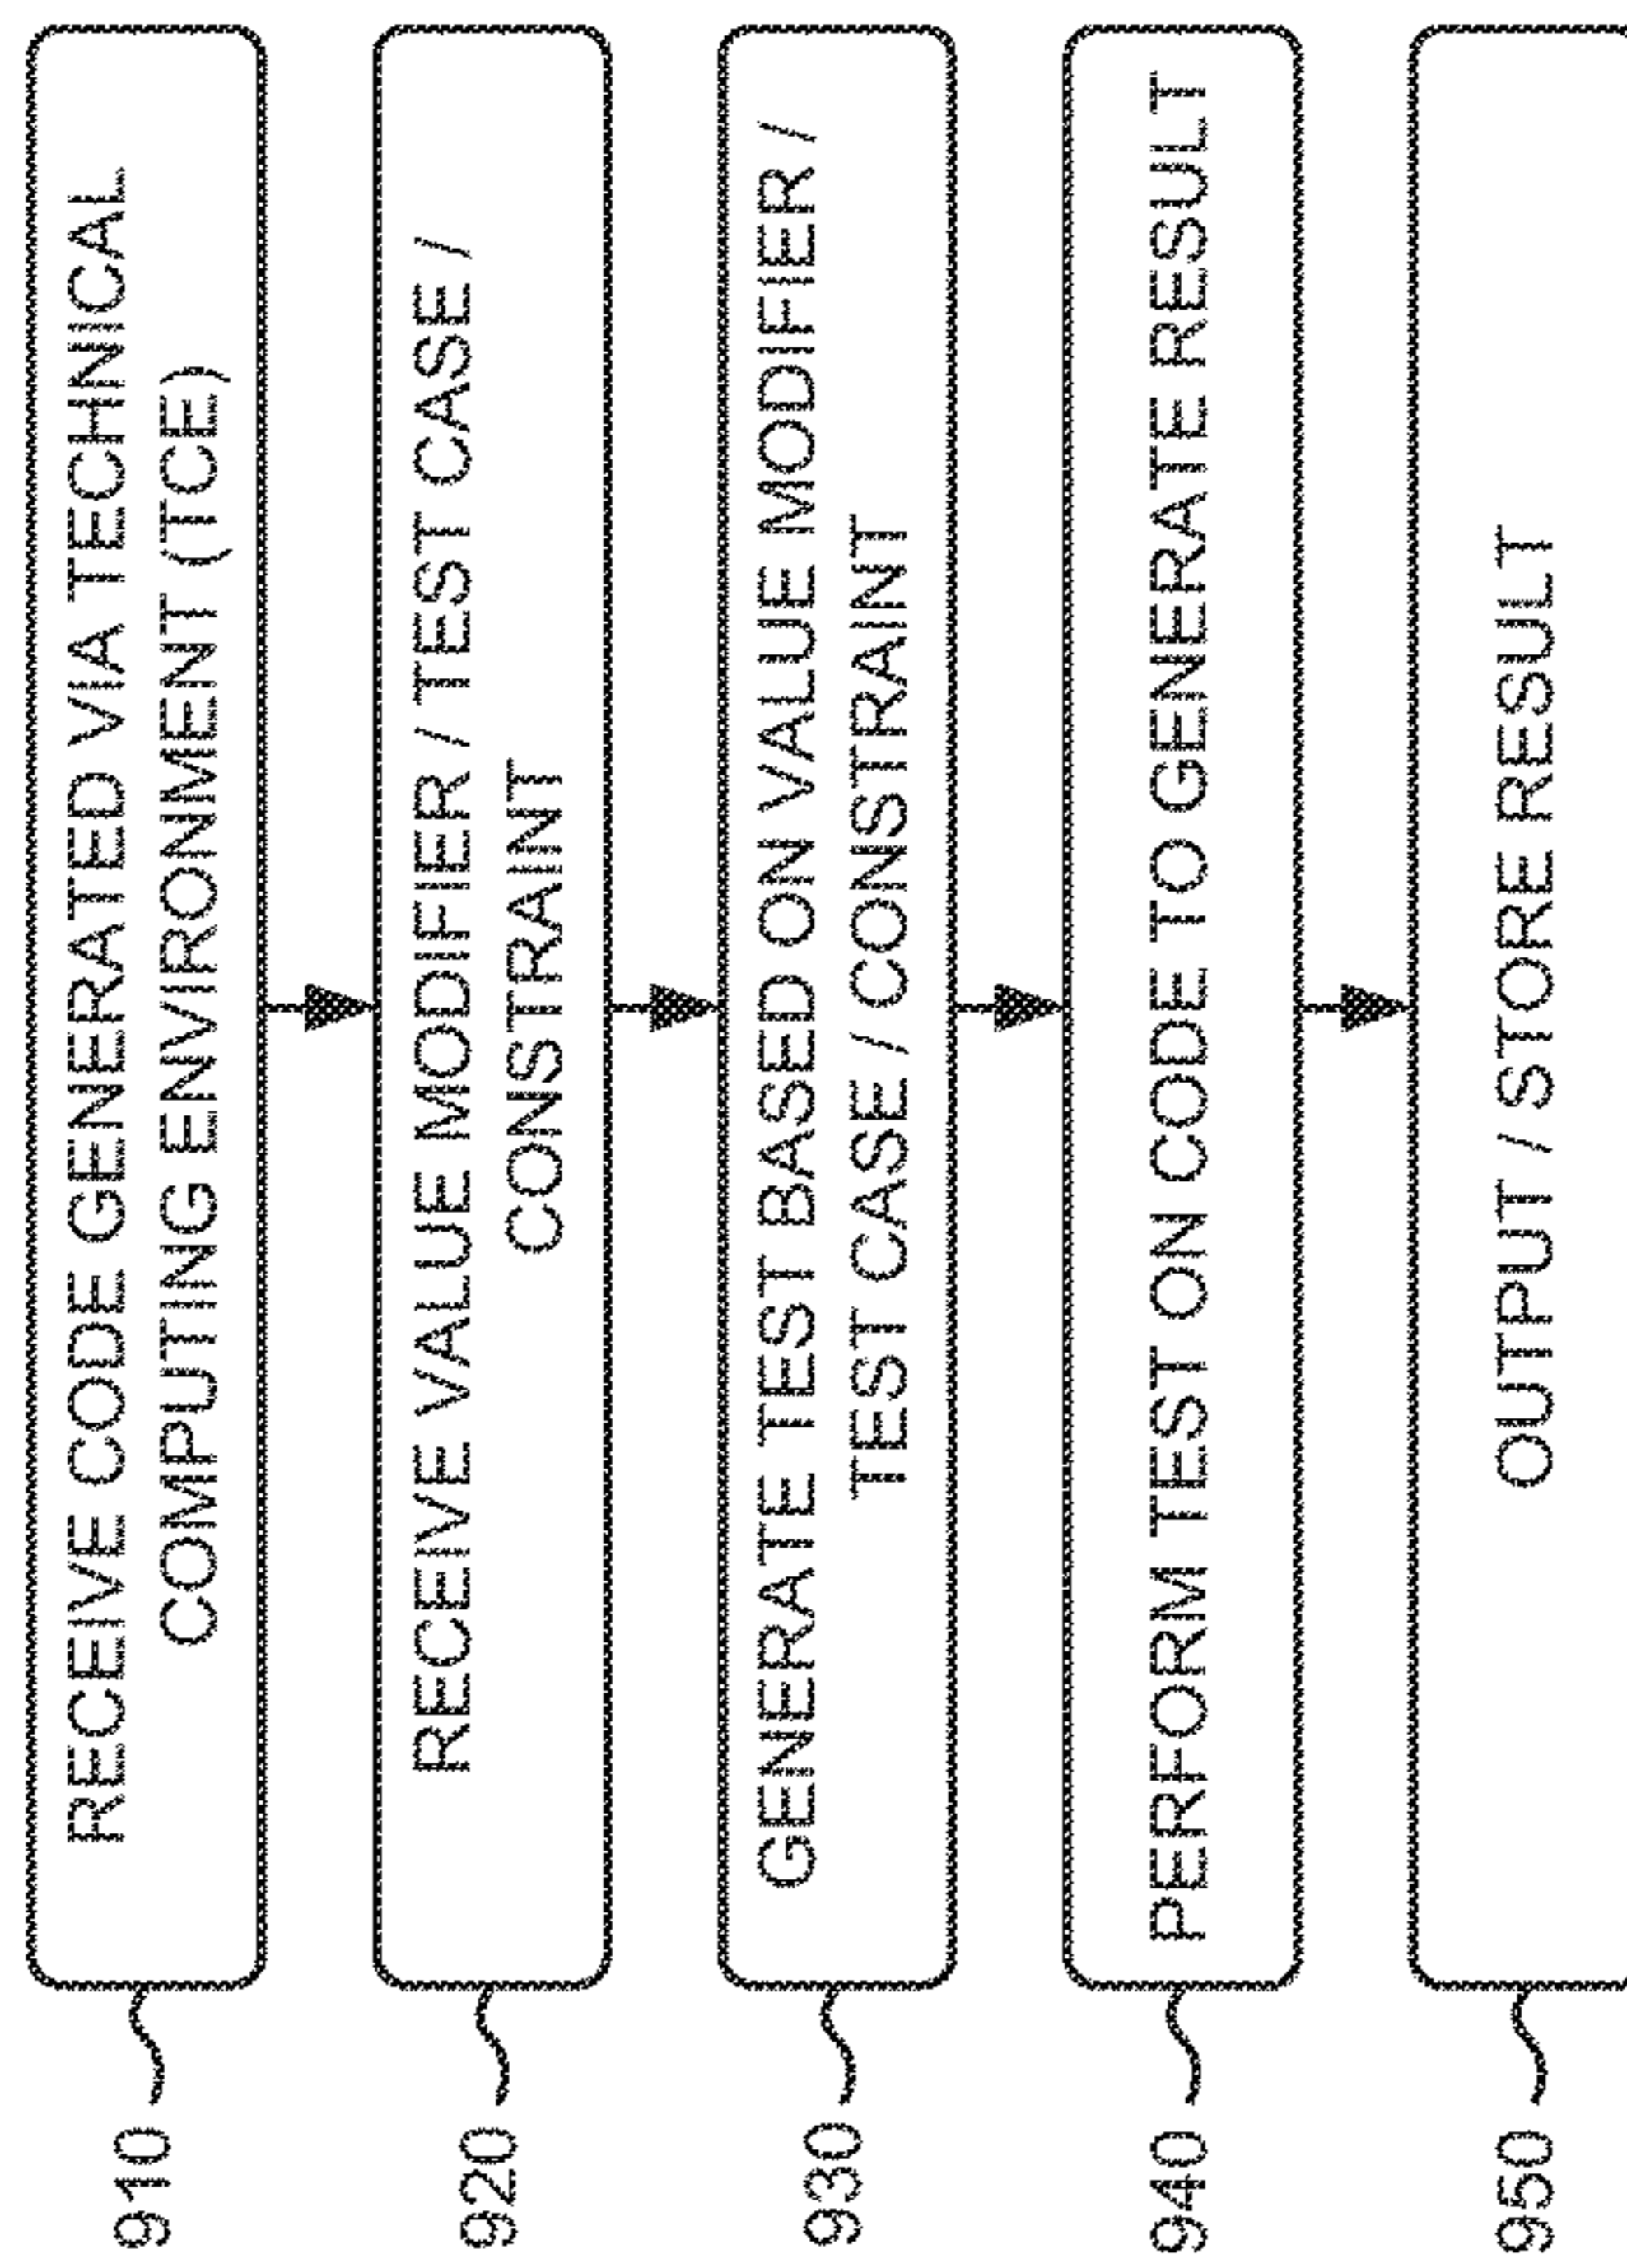 910
RECEIVE CODE GENERATED VIA TECHNICAL
COMPUTING ENVIRONMENT (TCE)
920
RECEIVE VALUE MODIFIER / TEST CASE /
CONSTRAINT
930
GENERATE TEST BASED ON VALUE MODIFIER /
TEST CASE / CONSTRAINT
940
PERFORM TEST ON CODE TO GENERATE RESULT
950
OUTPUT / STORE RESULT